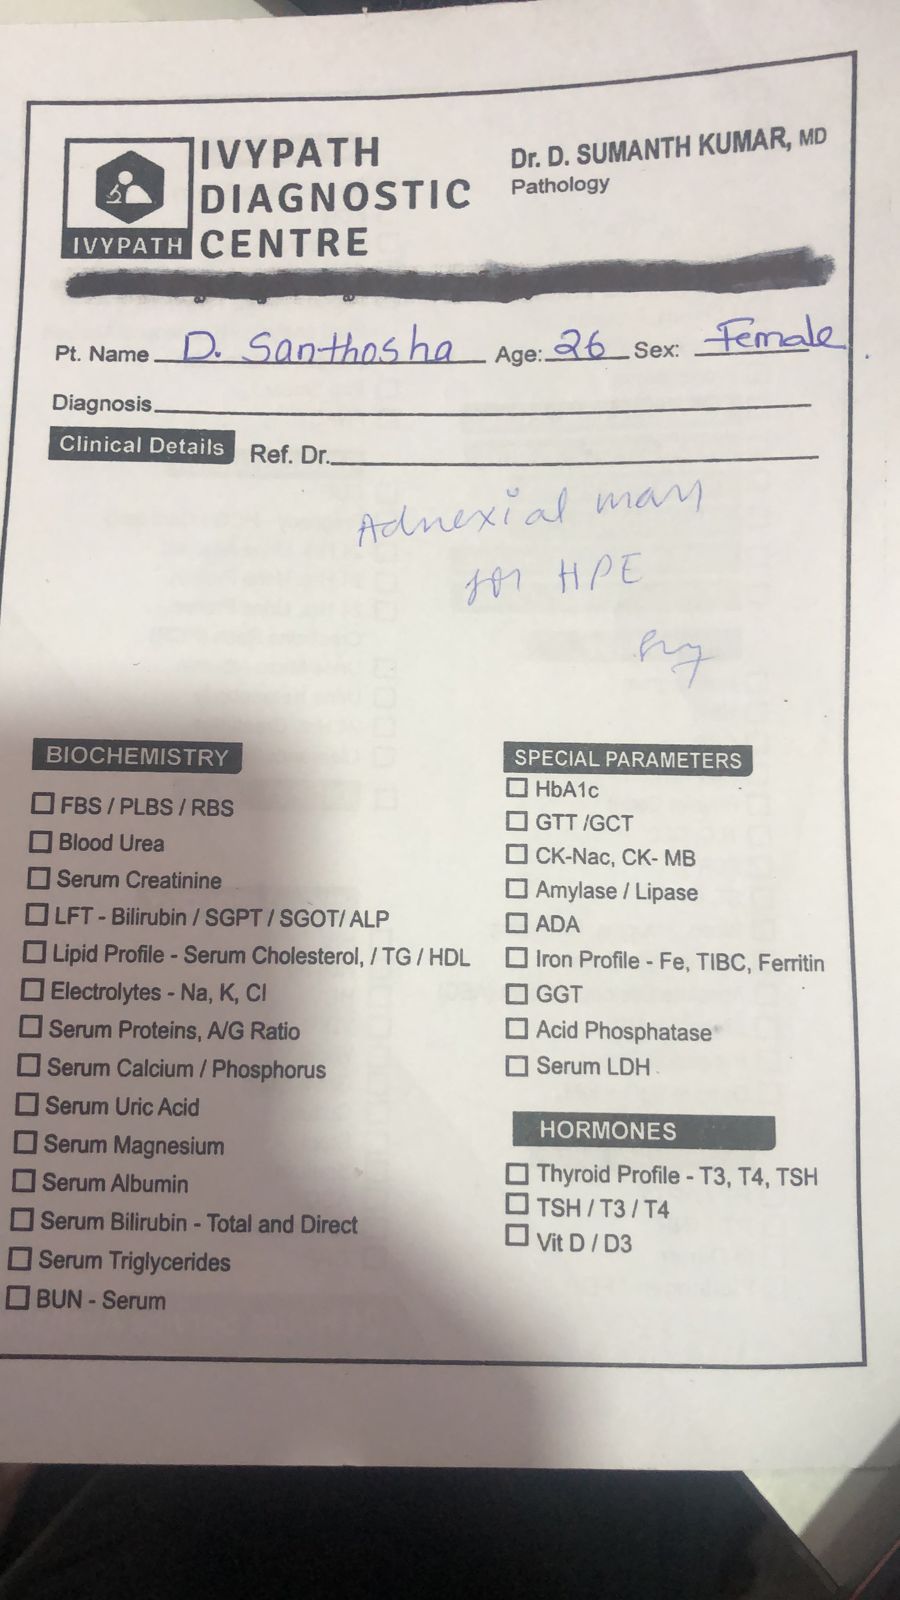 IVYPATH
DIAGNOSTIC
CENTRE
IVYPATH
Dr. D. SUMANTH KUMAR, MD
Pathology
Pt. Name D. Santhosha Age: 26 Sex: Female
Diagnosis
Clinical Details Ref. Dr.
Adnexial mass
for HPE
BIOCHEMISTRY
FBS / PLBS / RBS
Blood Urea
Serum Creatinine
LFT - Bilirubin / SGPT / SGOT/ ALP
Lipid Profile - Serum Cholesterol, / TG / HDL
Electrolytes - Na, K, Cl
Serum Proteins, A/G Ratio
Serum Calcium / Phosphorus
Serum Uric Acid
Serum Magnesium
Serum Albumin
Serum Bilirubin - Total and Direct
Serum Triglycerides
BUN - Serum
SPECIAL PARAMETERS
HbA1c
GTT /GCT
CK-Nac, CK- MB
Amylase / Lipase
ADA
Iron Profile - Fe, TIBC, Ferritin
GGT
Acid Phosphatase
Serum LDH
HORMONES
Thyroid Profile - T3, T4, TSH
TSH / T3 / T4
Vit D / D3